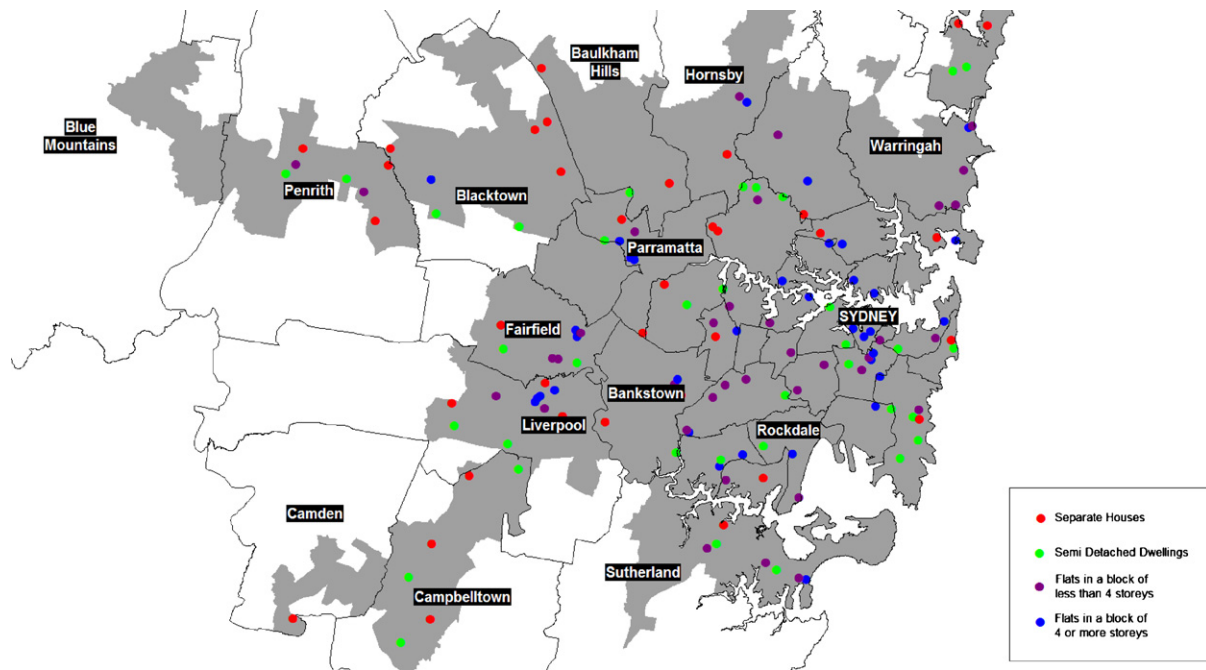 Baulkham
Hills
Hornsby
Blue
Mountains
Warringah
Penrith
Blacktown
Parramatta
SYDNEY
Fairfield
Bankstown
Liverpool
Rockdale
Camden
Sutherland
Campbelltown
Separate Houses
Semi Detached Dwellings
Flats in a block of
less than 4 storeys
Flats in a block of
4 or more storeys